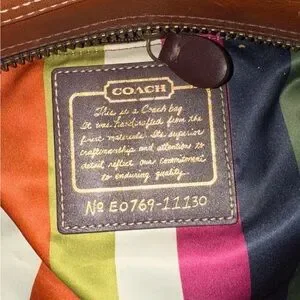 COACH
This is a Coach bag.
It was handcrafted from the
finest materials. Its superior
craftsmanship and attention to
detail reflect our commitment
to enduring quality.
No E0769-11130